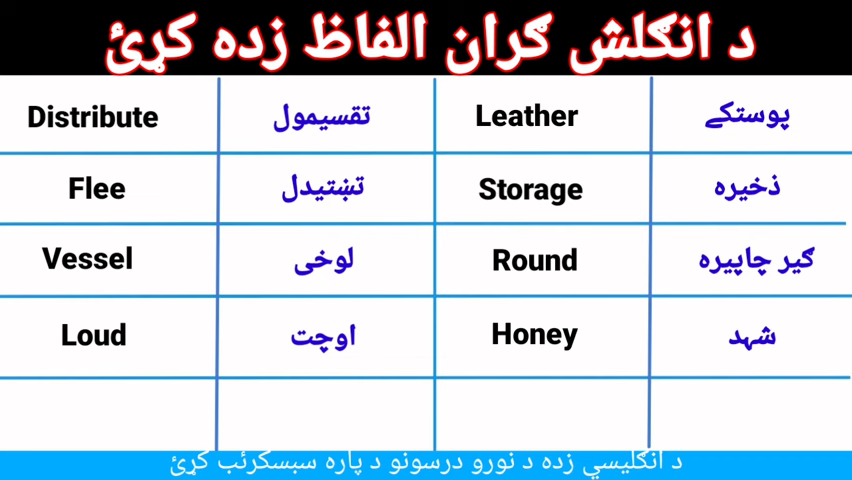 د انګلش ګران الفاظ زده کړئ
Distribute تقسیمول Leather پوستکے
Flee تښتیدل Storage ذخیره
Vessel لوخی Round ګیر چاپیره
Loud اوچت Honey شهد
د انګلیسي زده د نورو درسونو د پاره سبسکرئب کړئ